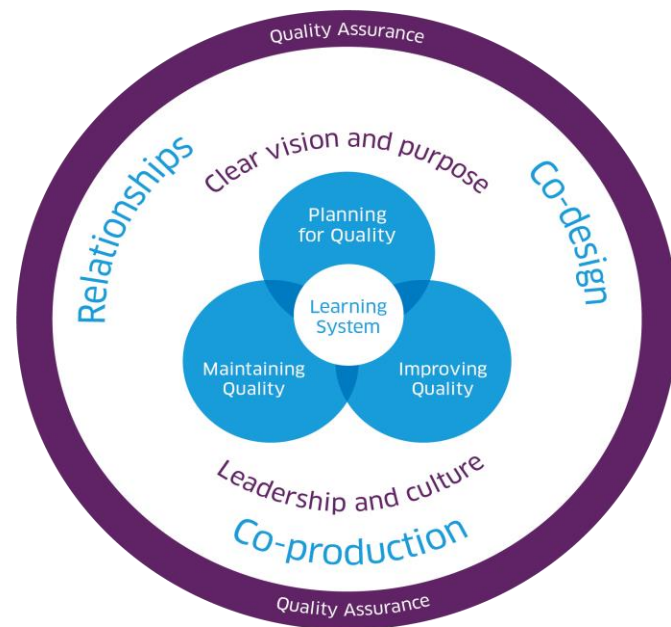 Quality Assurance
Clear vision and purpose
Relationships
Co-design
Planning
for Quality
Learning
System
Maintaining
Quality
Improving
Quality
Leadership and culture
Co-production
Quality Assurance